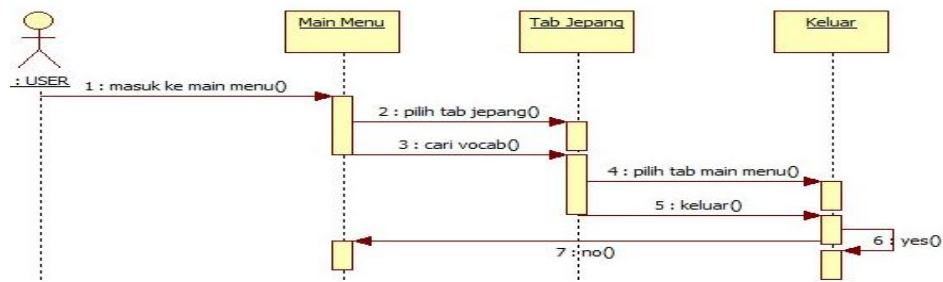 Main Menu
Tab Jepang
Keluar
: USER
1 : masuk ke main menu()
2 : pilih tab jepang()
3 : cari vocab()
4 : pilih tab main menu()
5 : keluar()
6 : yes()
7 : no()